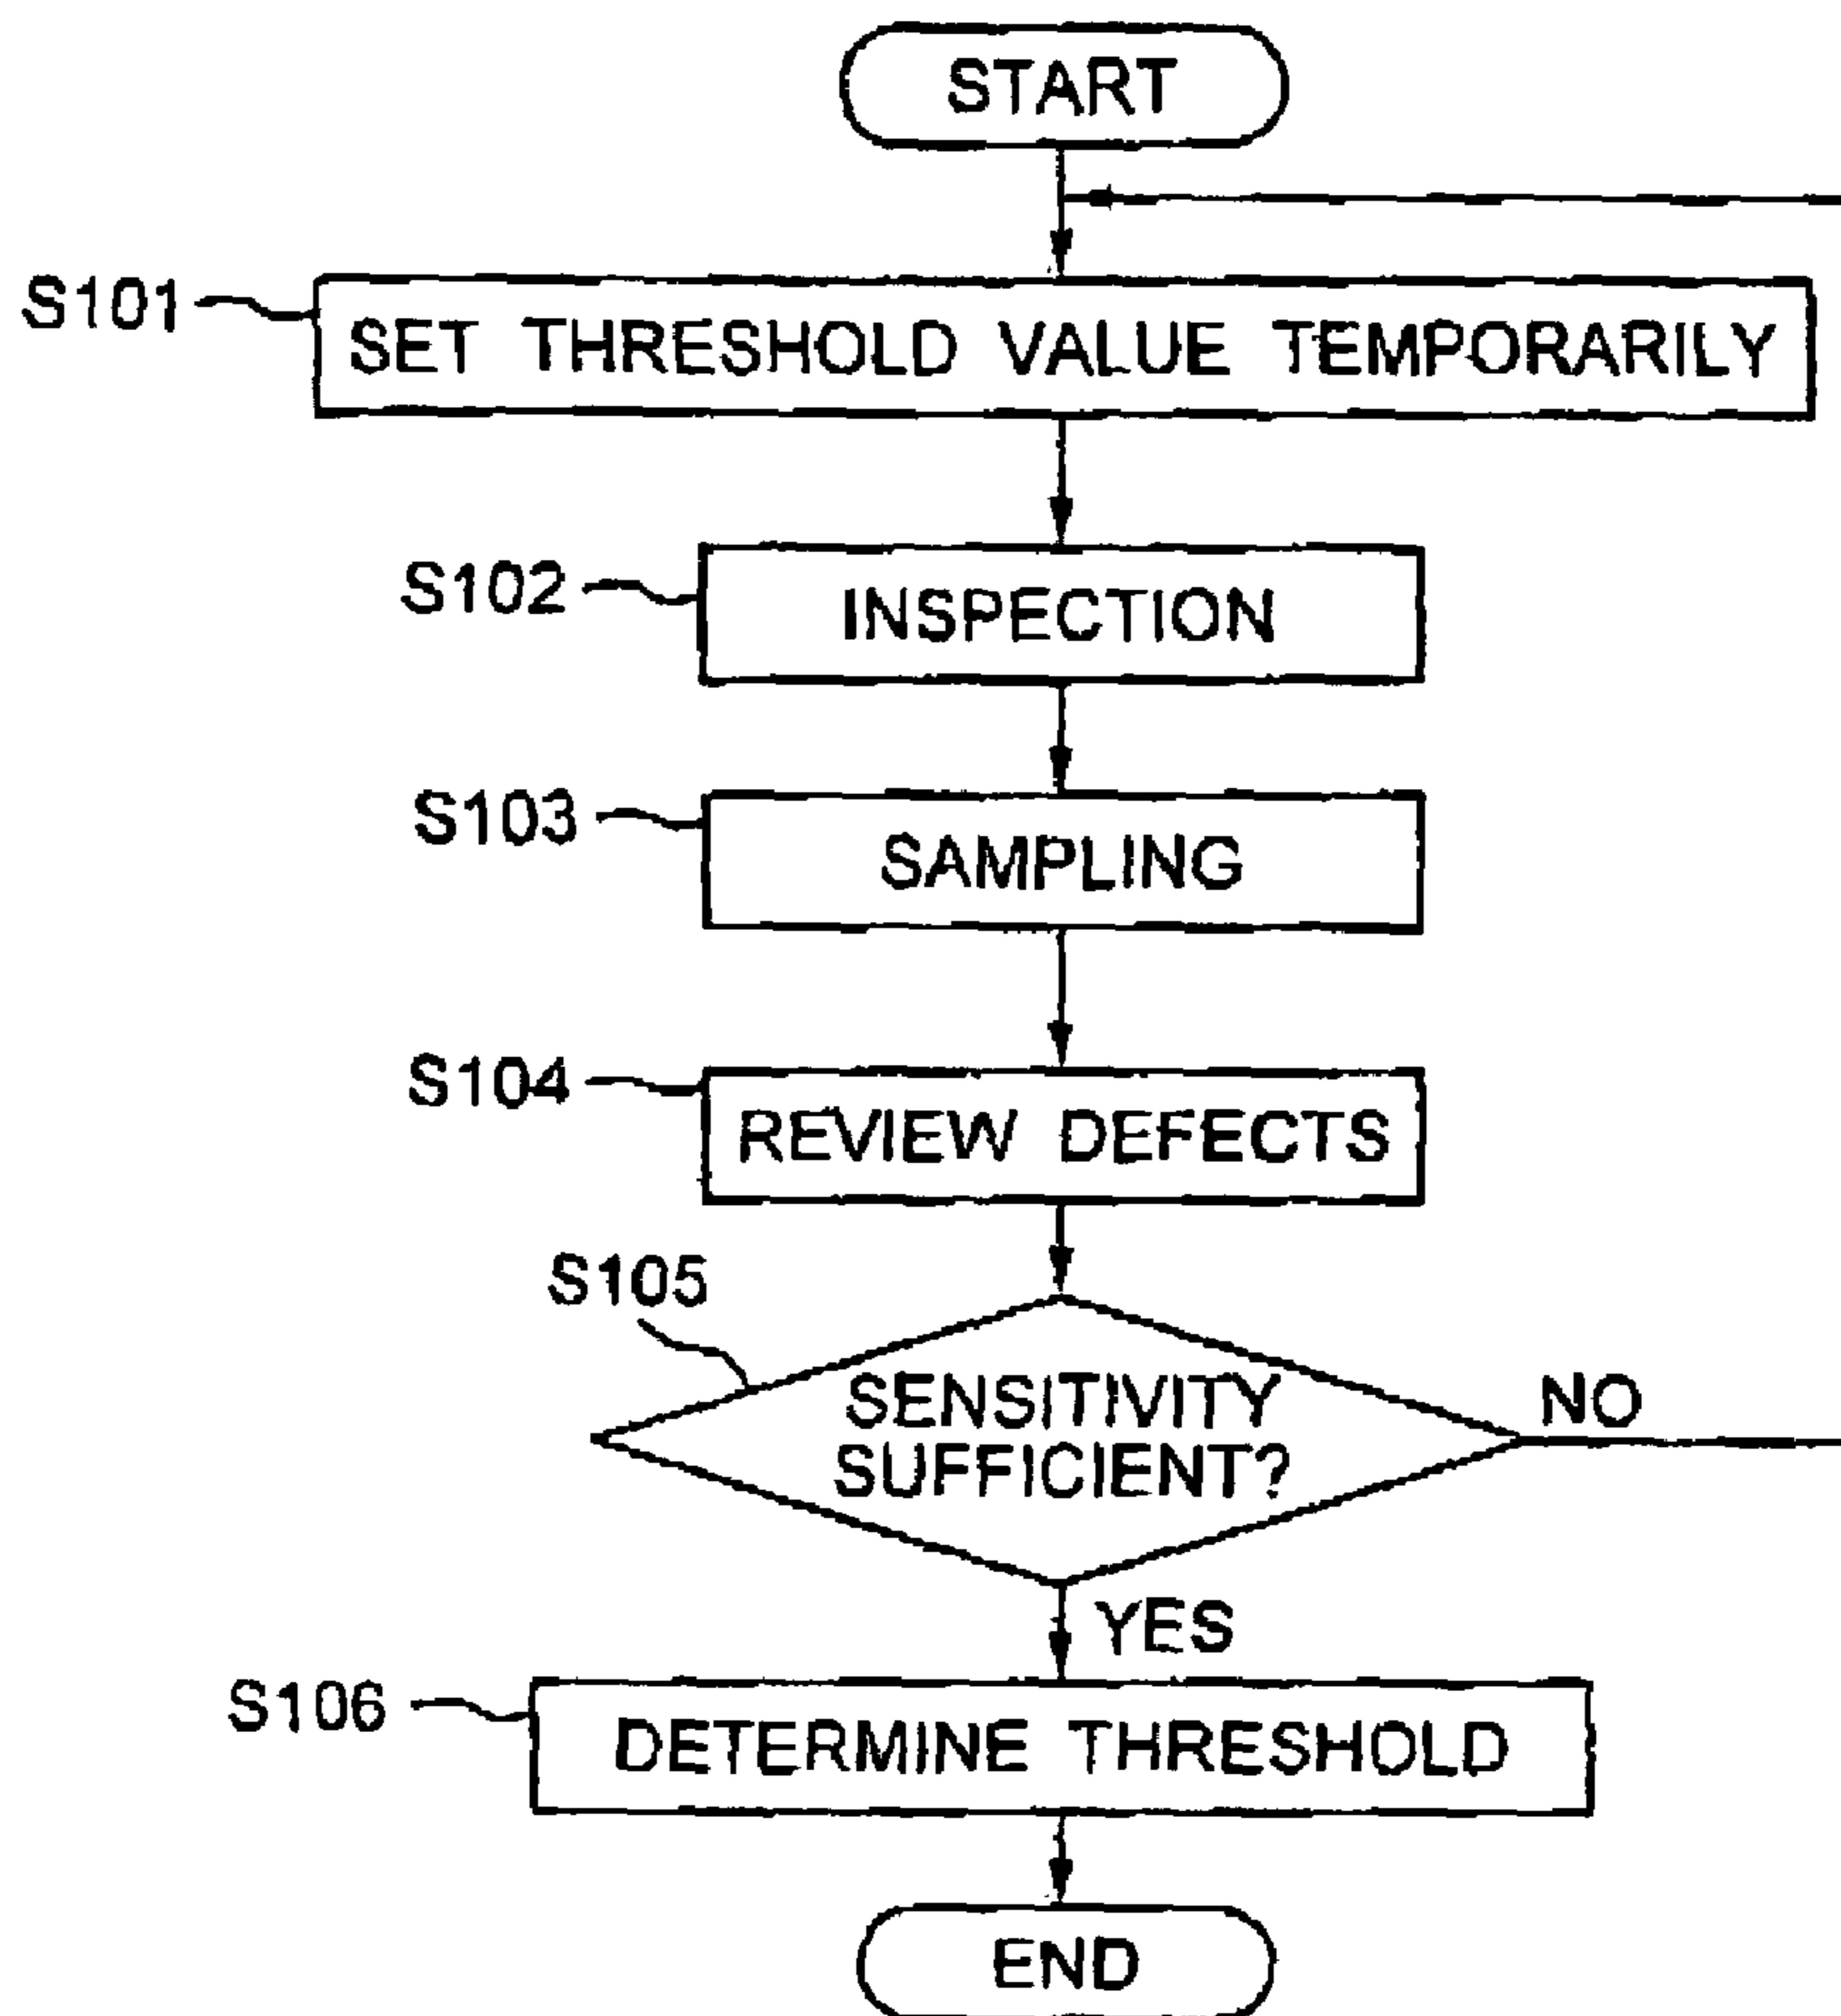 START
S101
SET THRESHOLD VALUE TEMPORARILY
S102
INSPECTION
S103
SAMPLING
S104
REVIEW DEFECTS
S105
SENSITIVITY
SUFFICIENT?
NO
YES
S106
DETERMINE THRESHOLD
END